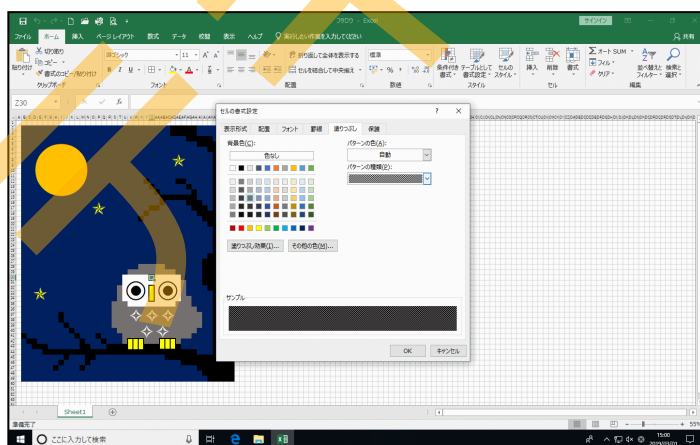 フクロウ - Excel
サインイン
ファイル ホーム 挿入 ページ レイアウト 数式 データ 校閲 表示 ヘルプ 実行したい作業を入力してください 共有
貼り付け
切り取り
コピー
書式のコピー/貼り付け
クリップボード
游ゴシック 11
B I U
フォント
折り返して全体を表示する
セルを結合して中央揃え
配置
標準
数値
条件付き書式
テーブルとして書式設定
セルのスタイル
スタイル
挿入
削除
書式
セル
オート SUM
フィル
クリア
並べ替えとフィルター
検索と選択
編集
Z30
セルの書式設定
表示形式 配置 フォント 罫線 塗りつぶし 保護
背景色(C):
色なし
パターンの色(A):
自動
パターンの種類(P):
塗りつぶし効果(I)...
その他の色(M)...
サンプル
OK
キャンセル
Sheet1
準備完了
ここに入力して検索
15:00
2019/03/01